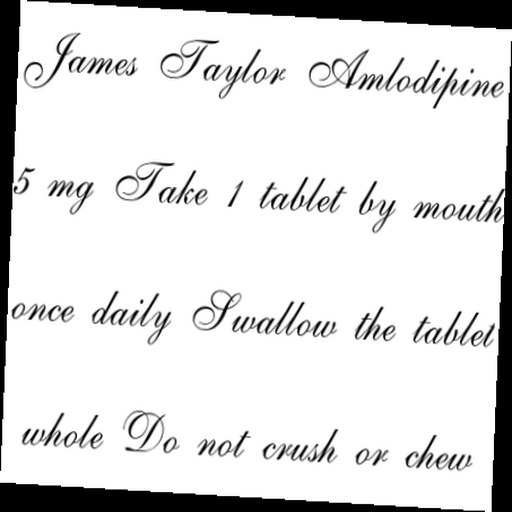 James Taylor Amlodipine
5 mg Take 1 tablet by mouth
once daily Swallow the tablet
whole Do not crush or chew